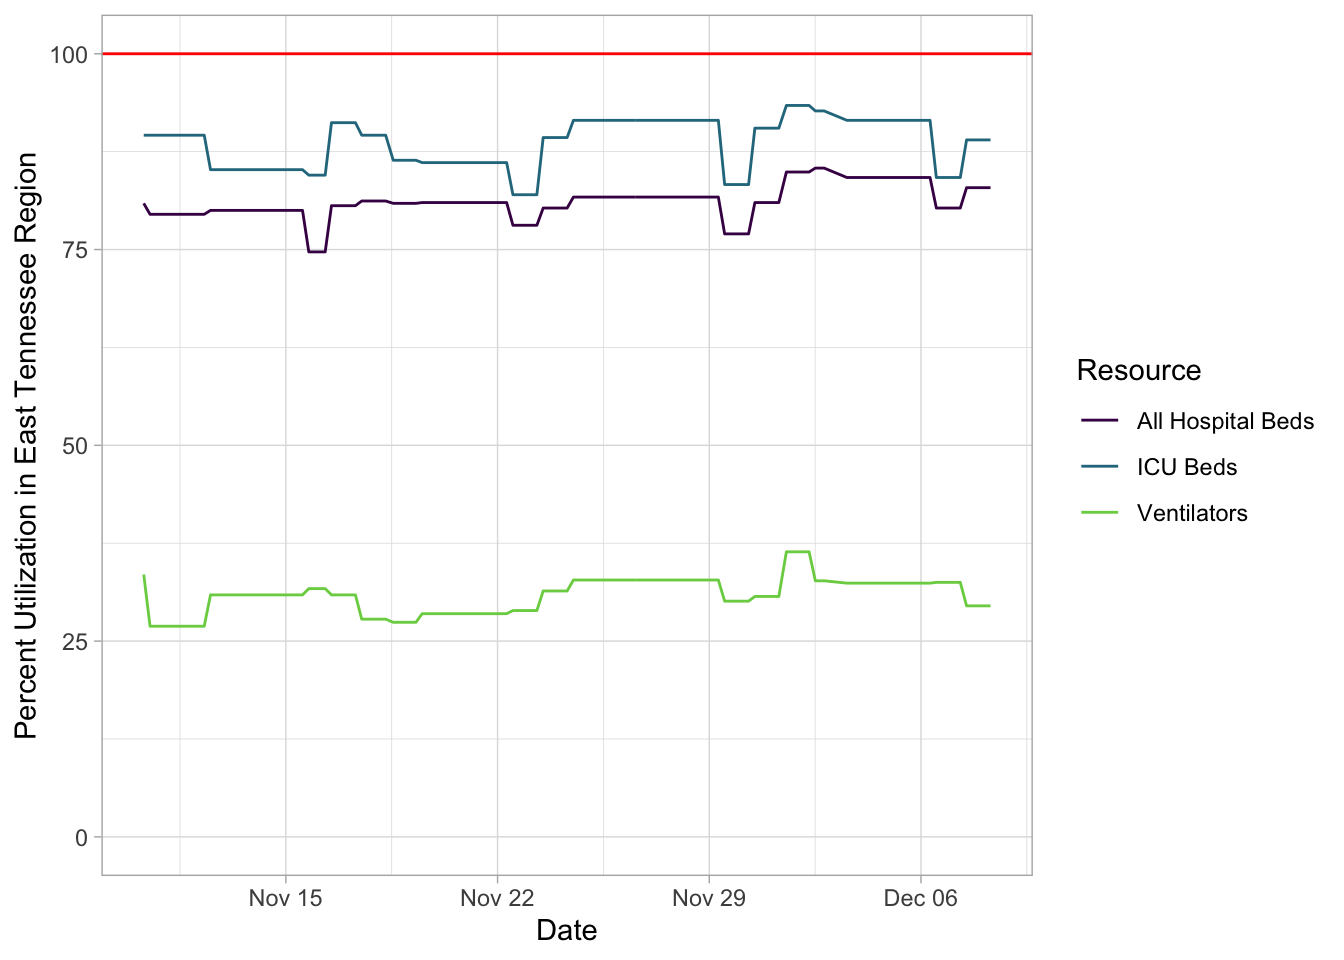 Percent Utilization in East Tennessee Region
100
75
50
25
0
Nov 15
Nov 22
Nov 29
Dec 06
Date
Resource
All Hospital Beds
ICU Beds
Ventilators